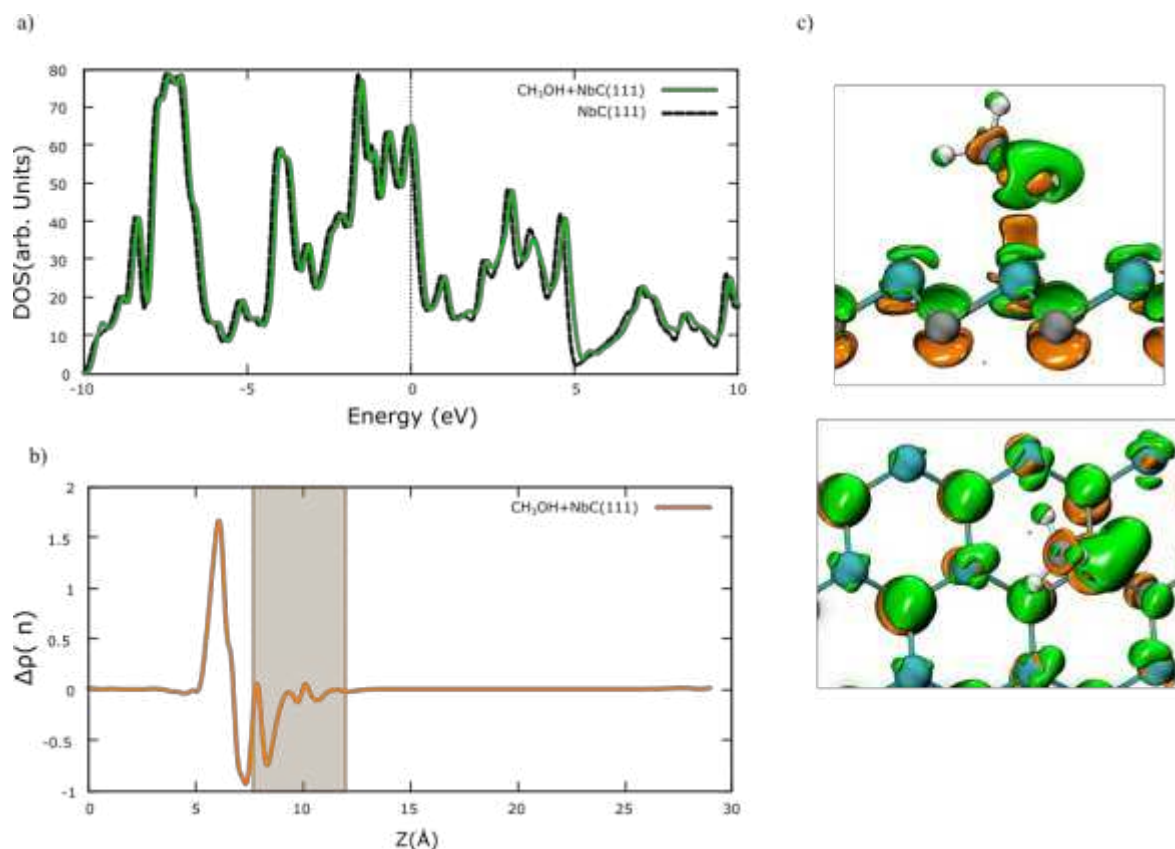 a)
c)
80
70
60
50
40
30
20
10
0
DOS(arb. Units)
CH₃OH+NbC(111)
NbC(111)
-10
-5
0
5
10
Energy (eV)
b)
2
1.5
1
0.5
0
-0.5
-1
Δρ( n)
CH₃OH+NbC(111)
0
5
10
15
20
25
30
Z(Å)